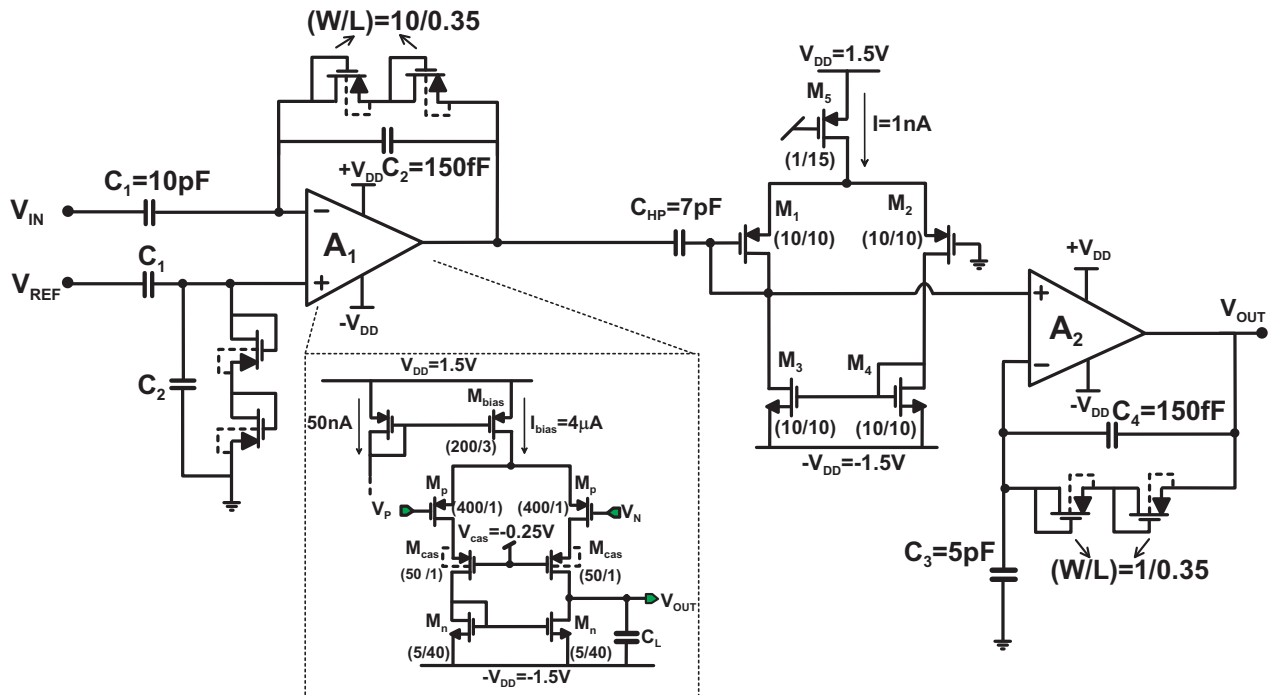 (W/L)=10/0.35
V_DD=1.5V
M_5
I=1nA
(1/15)
+V_DD
C_2=150fF
C_1=10pF
V_IN
−
A_1
C_HP=7pF
M_1
M_2
(10/10)
(10/10)
C_1
V_REF
+
-V_DD
+V_DD
+
A_2
V_OUT
−
-V_DD
C_2
M_3
M_4
(10/10)
(10/10)
-V_DD=-1.5V
C_4=150fF
V_DD=1.5V
50nA
M_bias
I_bias=4μA
(200/3)
M_p
M_p
V_P
(400/1)
(400/1)
V_N
V_cas=-0.25V
M_cas
M_cas
(50/1)
(50/1)
V_OUT
M_n
M_n
C_L
(5/40)
(5/40)
-V_DD=-1.5V
C_3=5pF
(W/L)=1/0.35